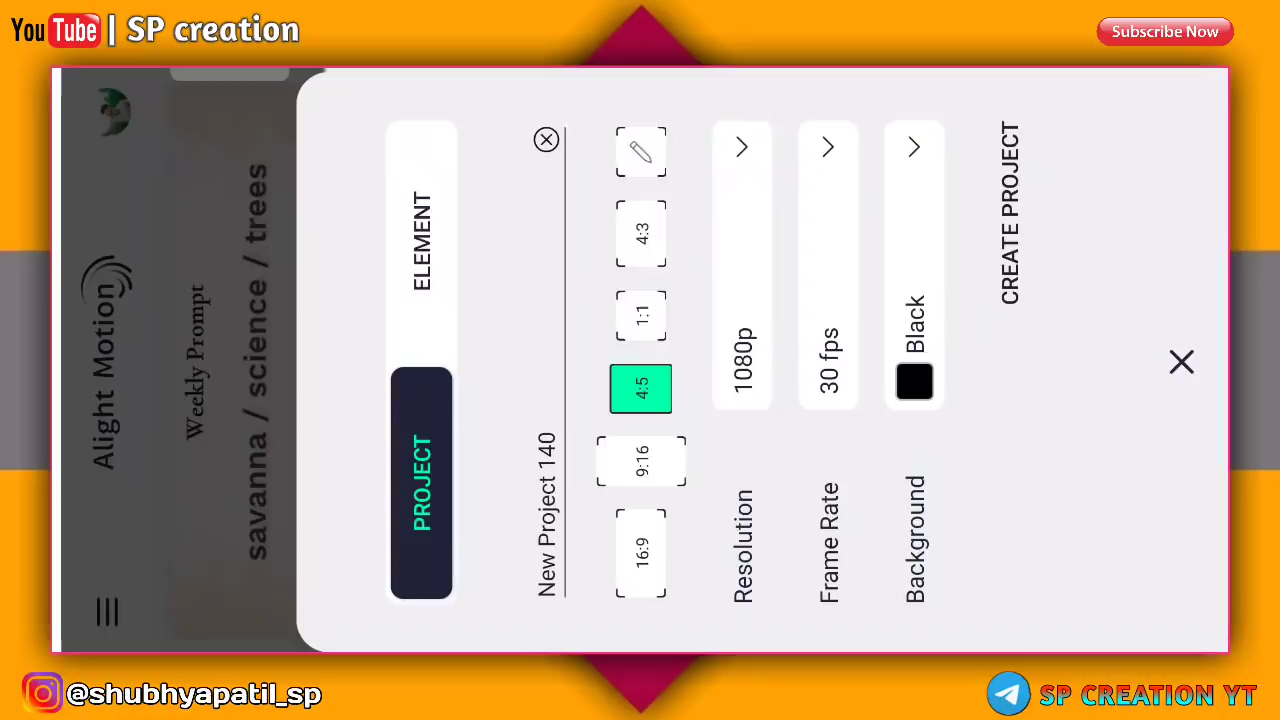 YouTube | SP creation
Subscribe Now
Alight Motion
Weekly Prompt
savanna / science / trees
PROJECT
ELEMENT
New Project 140
16:9
9:16
4:5
1:1
4:3
Resolution
1080p
Frame Rate
30 fps
Background
Black
CREATE PROJECT
@shubhyapatil_sp
SP CREATION YT